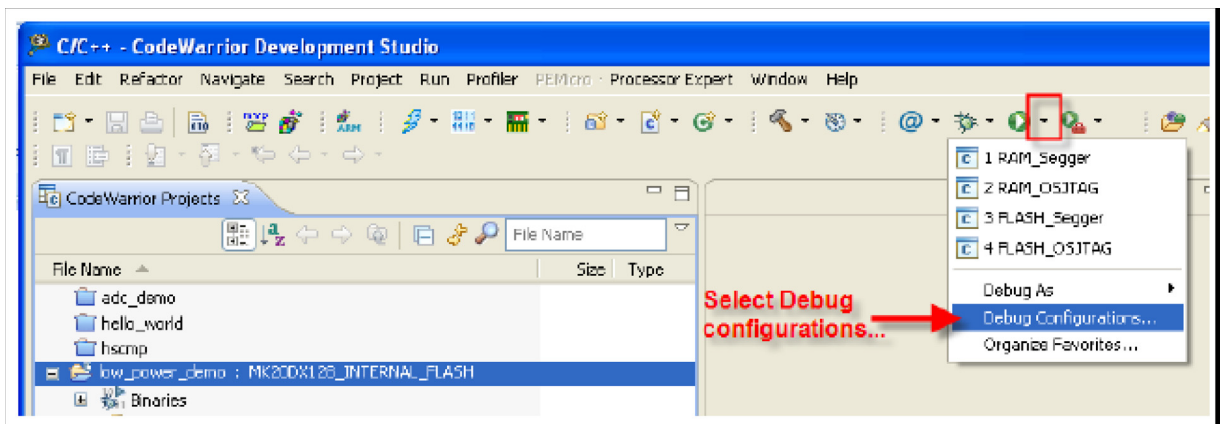 C/C++ - CodeWarrior Development Studio
File Edit Refactor Navigate Search Project Run Profiler PEMicro Processor Expert Window Help
1 RAM_Segger
2 RAM_OSJTAG
3 FLASH_Segger
4 FLASH_OSJTAG
Debug As
Debug Configurations...
Organize Favorites...
CodeWarrior Projects
File Name
File Name Size Type
adc_demo
hello_world
hscmp
low_power_demo : MK20DX128_INTERNAL_FLASH
Binaries
Select Debug
configurations...